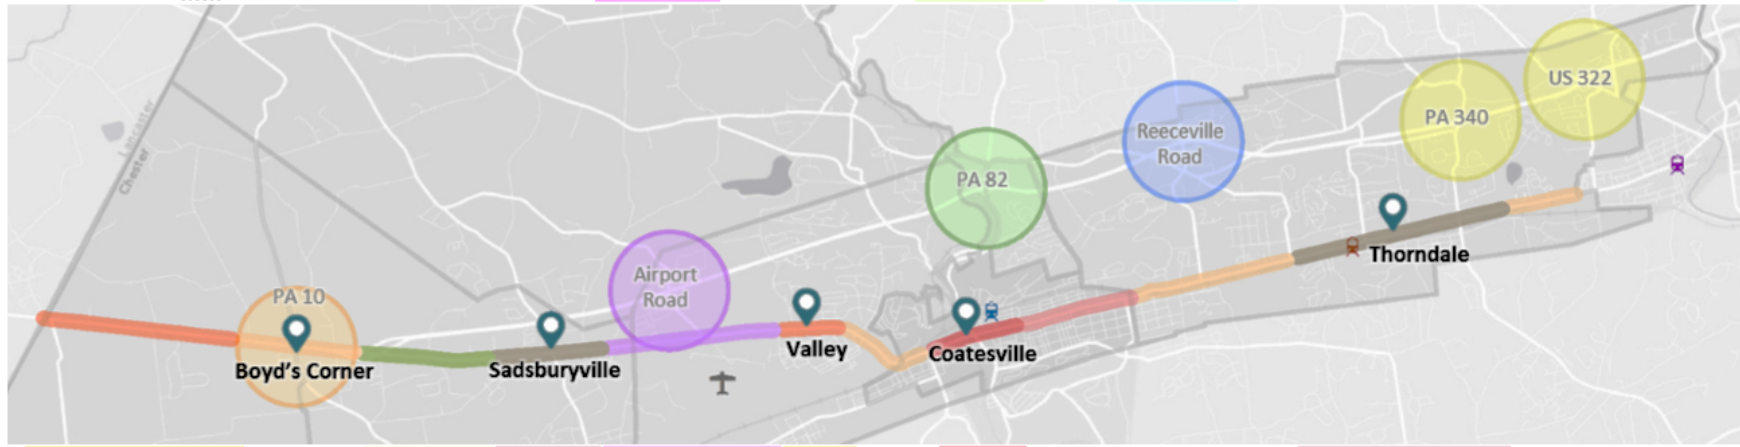 US 322
PA 340
Reeceville
Road
Lancaster
Chester
PA 82
Airport
Road
Thorndale
PA 10
Valley
Coatesville
Boyd's Corner
Sadsburyville